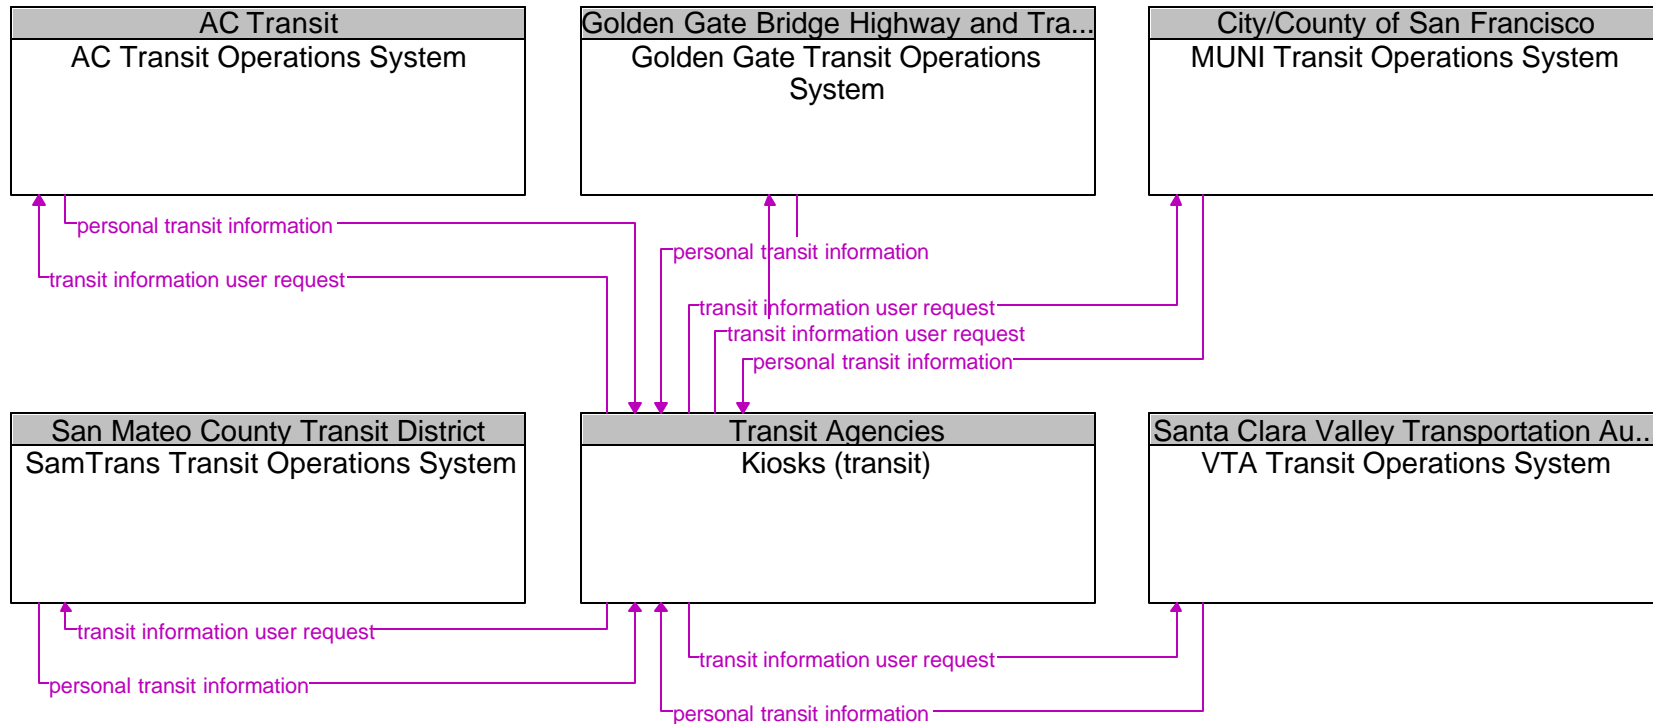 AC Transit
AC Transit Operations System
Golden Gate Bridge Highway and Tra...
Golden Gate Transit Operations
System
City/County of San Francisco
MUNI Transit Operations System
personal transit information
personal transit information
transit information user request
transit information user request
transit information user request
personal transit information
San Mateo County Transit District
SamTrans Transit Operations System
Transit Agencies
Kiosks (transit)
Santa Clara Valley Transportation Au...
VTA Transit Operations System
transit information user request
transit information user request
personal transit information
personal transit information